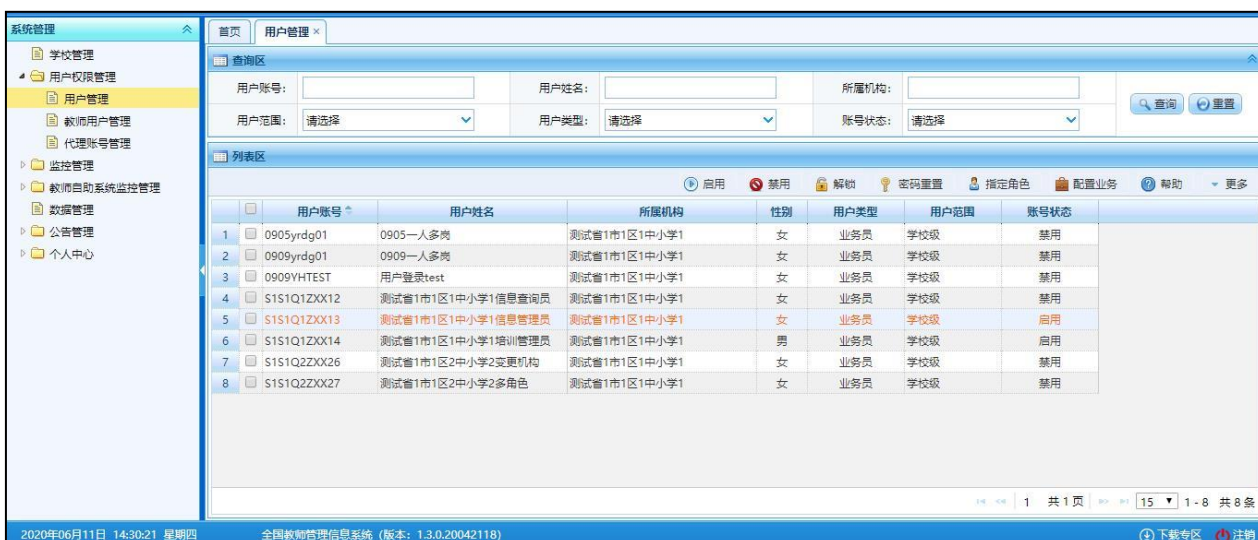 系统管理
首页 用户管理 ×
学校管理
用户权限管理
用户管理
教师用户管理
代理账号管理
监控管理
教师自助系统监控管理
数据管理
公告管理
个人中心
查询区
用户账号: 用户姓名: 所属机构:
查询 重置
用户范围: 请选择 用户类型: 请选择 账号状态: 请选择
列表区
启用 禁用 解锁 密码重置 指定角色 配置业务 帮助 更多
用户账号 用户姓名 所属机构 性别 用户类型 用户范围 账号状态
1 0905yrdg01 0905一人多岗 测试省1市1区1中小学1 女 业务员 学校级 禁用
2 0909yrdg01 0909一人多岗 测试省1市1区1中小学1 女 业务员 学校级 禁用
3 0909YHTEST 用户登录test 测试省1市1区1中小学1 女 业务员 学校级 禁用
4 S1S1Q1ZXX12 测试省1市1区1中小学1信息查询员 测试省1市1区1中小学1 女 业务员 学校级 禁用
5 S1S1Q1ZXX13 测试省1市1区1中小学1信息管理员 测试省1市1区1中小学1 女 业务员 学校级 启用
6 S1S1Q1ZXX14 测试省1市1区1中小学1培训管理员 测试省1市1区1中小学1 男 业务员 学校级 启用
7 S1S1Q2ZXX26 测试省1市1区2中小学2变更机构 测试省1市1区1中小学1 女 业务员 学校级 禁用
8 S1S1Q2ZXX27 测试省1市1区2中小学2多角色 测试省1市1区1中小学1 女 业务员 学校级 禁用
1 共1页 15 1 - 8 共8条
2020年06月11日 14:30:21 星期四 全国教师管理信息系统 (版本: 1.3.0.20042118) 下载专区 注销